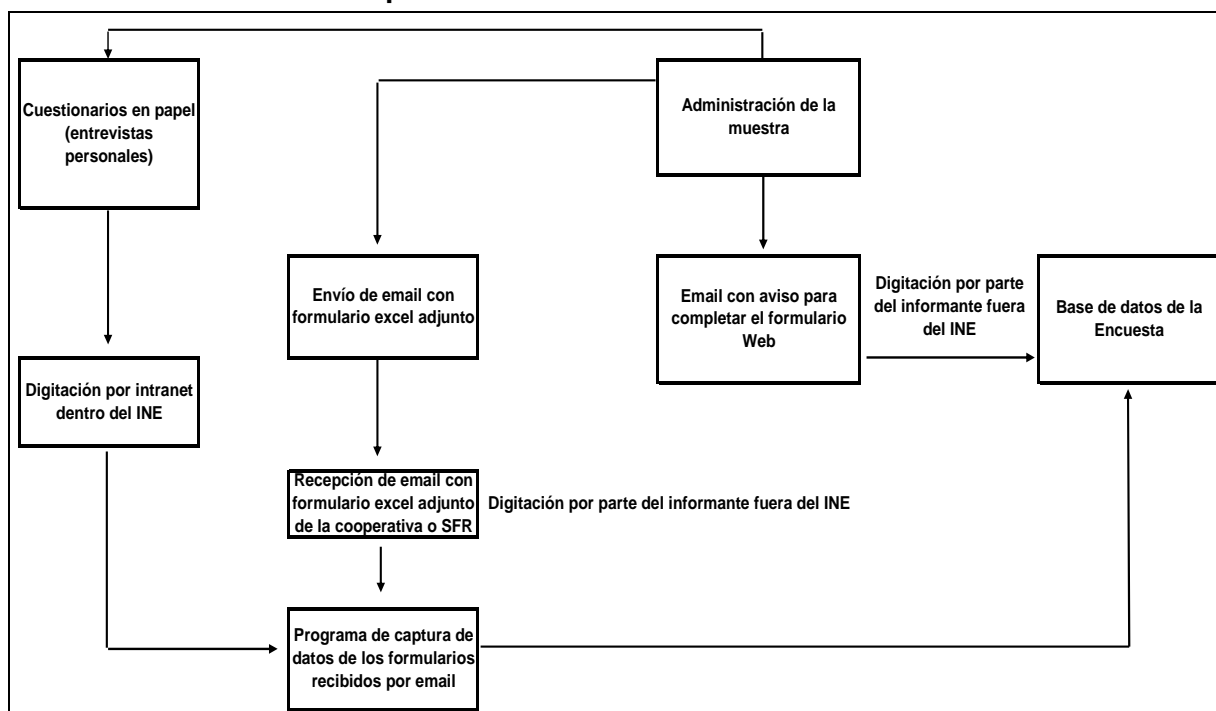 Cuestionarios en papel
(entrevistas
personales)
Administración de la
muestra
Envío de email con
formulario excel adjunto
Email con aviso para
completar el formulario
Web
Digitación por parte
del informante fuera
del INE
Base de datos de la
Encuesta
Digitación por intranet
dentro del INE
Recepción de email con
formulario excel adjunto
de la cooperativa o SFR
Digitación por parte del informante fuera del INE
Programa de captura de
datos de los formularios
recibidos por email